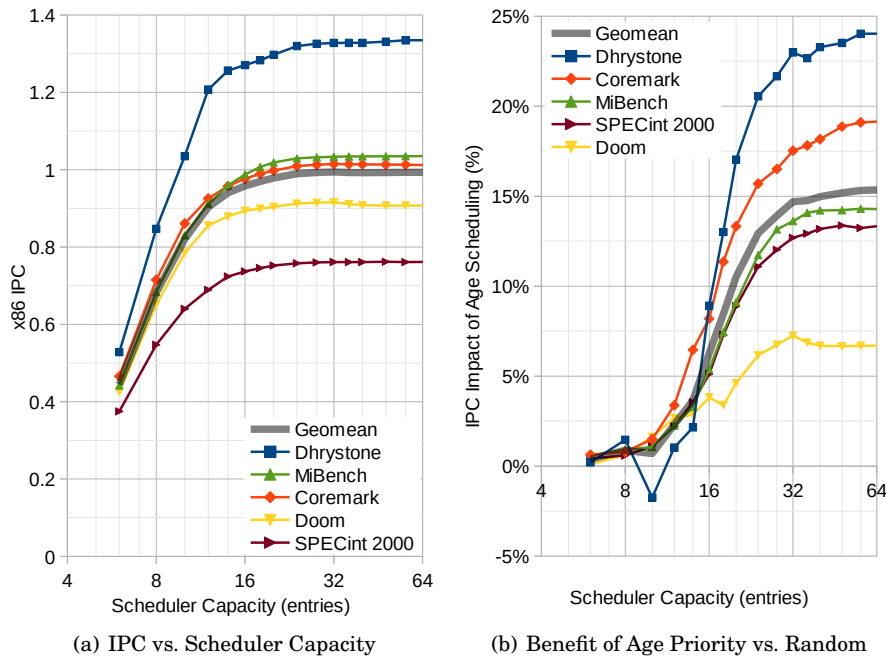 1.4
1.2
1
0.8
0.6
0.4
0.2
0
x86 IPC
Geomean
Dhrystone
MiBench
Coremark
Doom
SPECint 2000
4 8 16 32 64
Scheduler Capacity (entries)
(a) IPC vs. Scheduler Capacity
25%
20%
15%
10%
5%
0%
-5%
IPC Impact of Age Scheduling (%)
Geomean
Dhrystone
Coremark
MiBench
SPECint 2000
Doom
4 8 16 32 64
Scheduler Capacity (entries)
(b) Benefit of Age Priority vs. Random